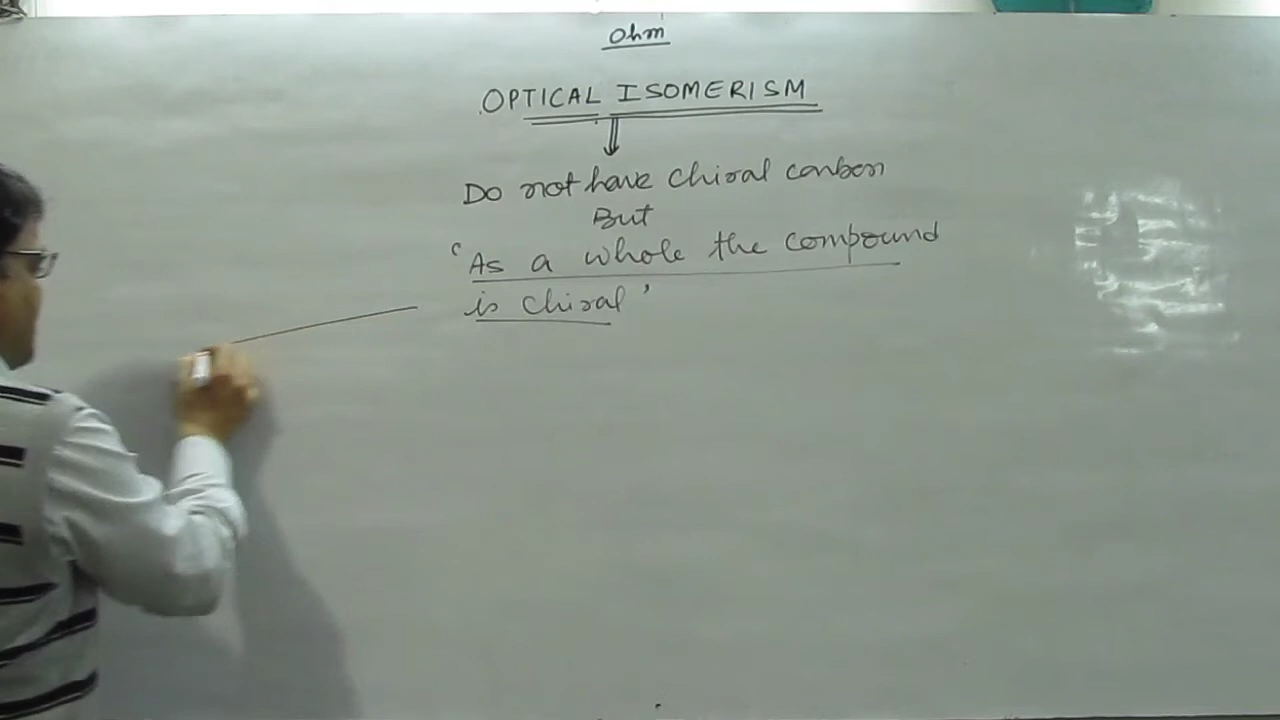 Ohm
OPTICAL ISOMERISM
Do not have Chiral carbon
But
'As a whole the compound
is chiral'